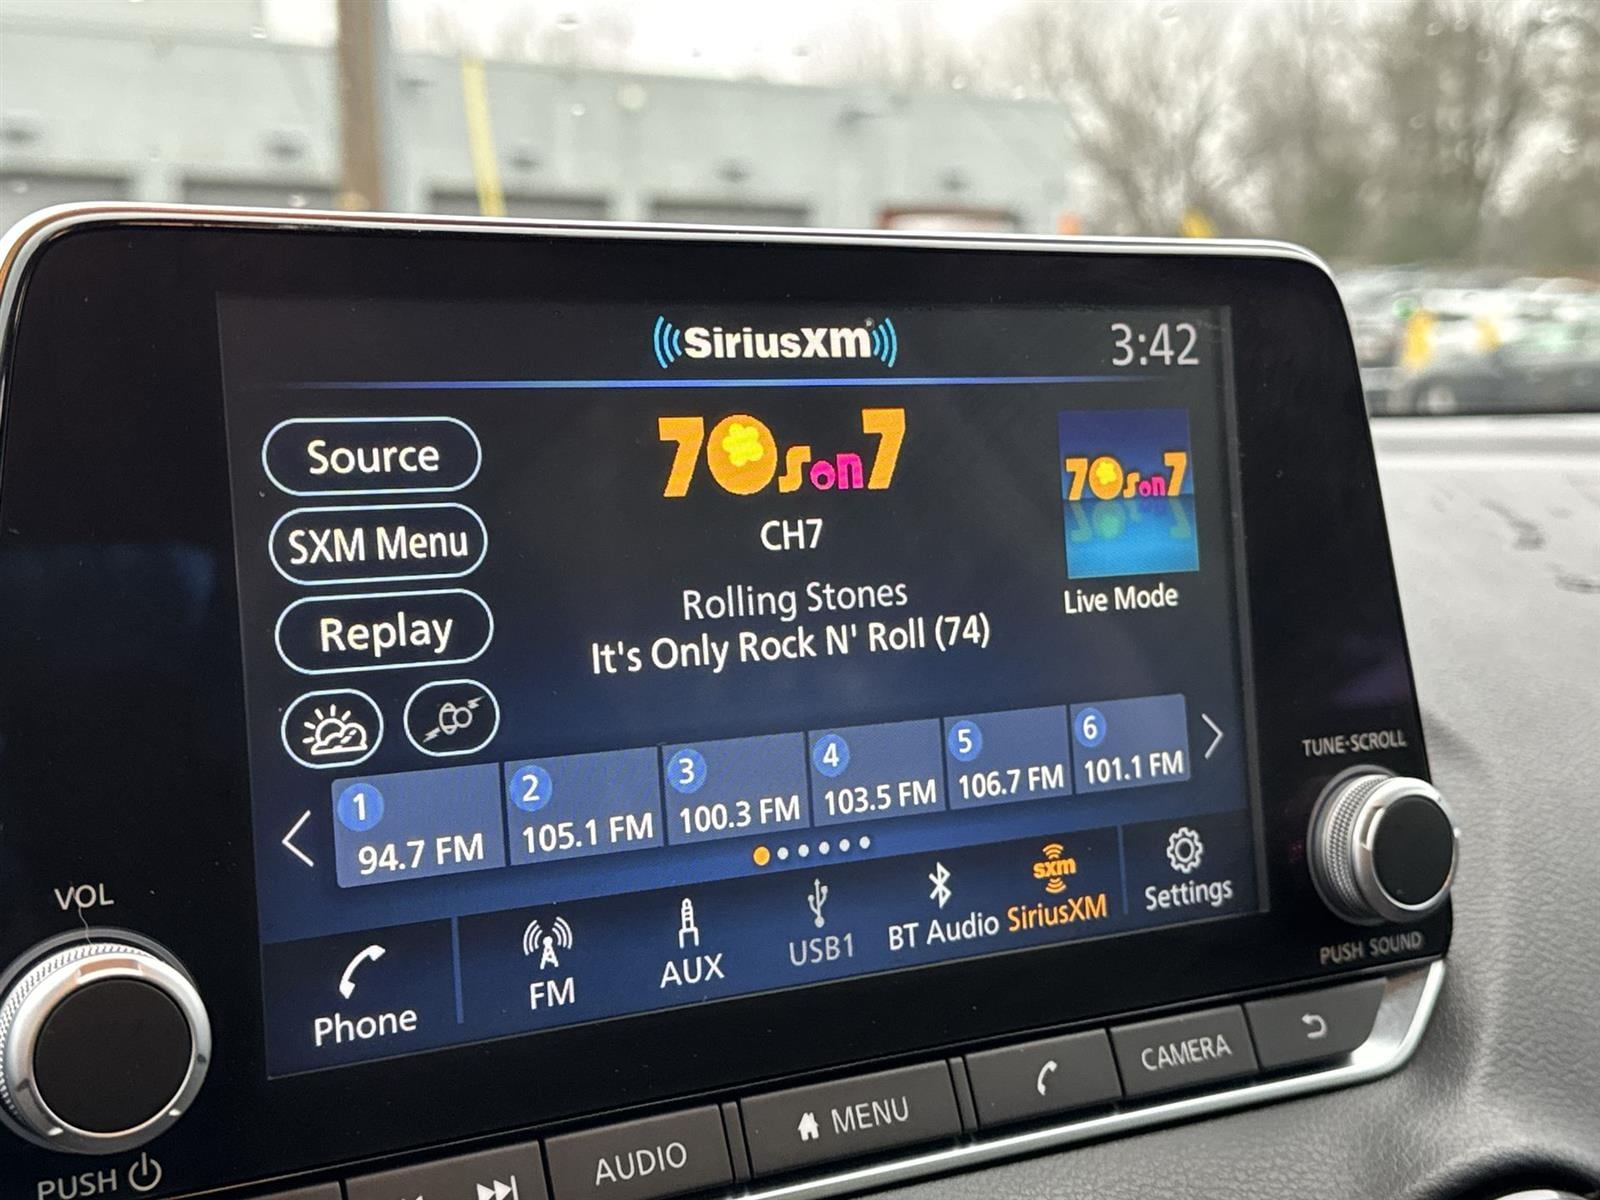 SiriusXM
3:42
Source
SXM Menu
Replay
70s on 7
CH7
Rolling Stones
It's Only Rock N' Roll (74)
70s on 7
Live Mode
1
94.7 FM
2
105.1 FM
3
100.3 FM
4
103.5 FM
5
106.7 FM
6
101.1 FM
Phone
FM
AUX
USB1
BT Audio
sxm
SiriusXM
Settings
VOL
PUSH
TUNE·SCROLL
PUSH SOUND
AUDIO
MENU
CAMERA